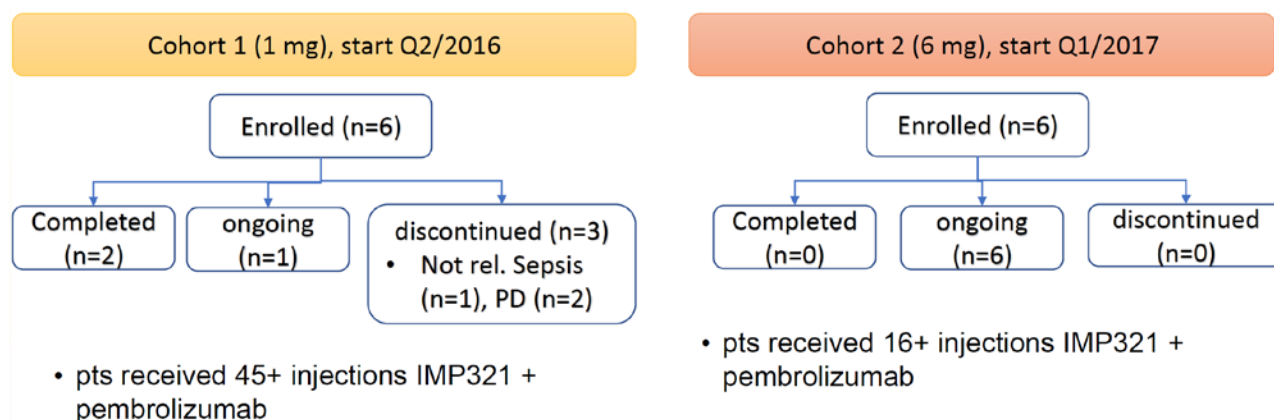 Cohort 1 (1 mg), start Q2/2016
Enrolled (n=6)
Completed
(n=2)
ongoing
(n=1)
discontinued (n=3)
• Not rel. Sepsis
(n=1), PD (n=2)
• pts received 45+ injections IMP321 +
pembrolizumab
Cohort 2 (6 mg), start Q1/2017
Enrolled (n=6)
Completed
(n=0)
ongoing
(n=6)
discontinued
(n=0)
• pts received 16+ injections IMP321 +
pembrolizumab